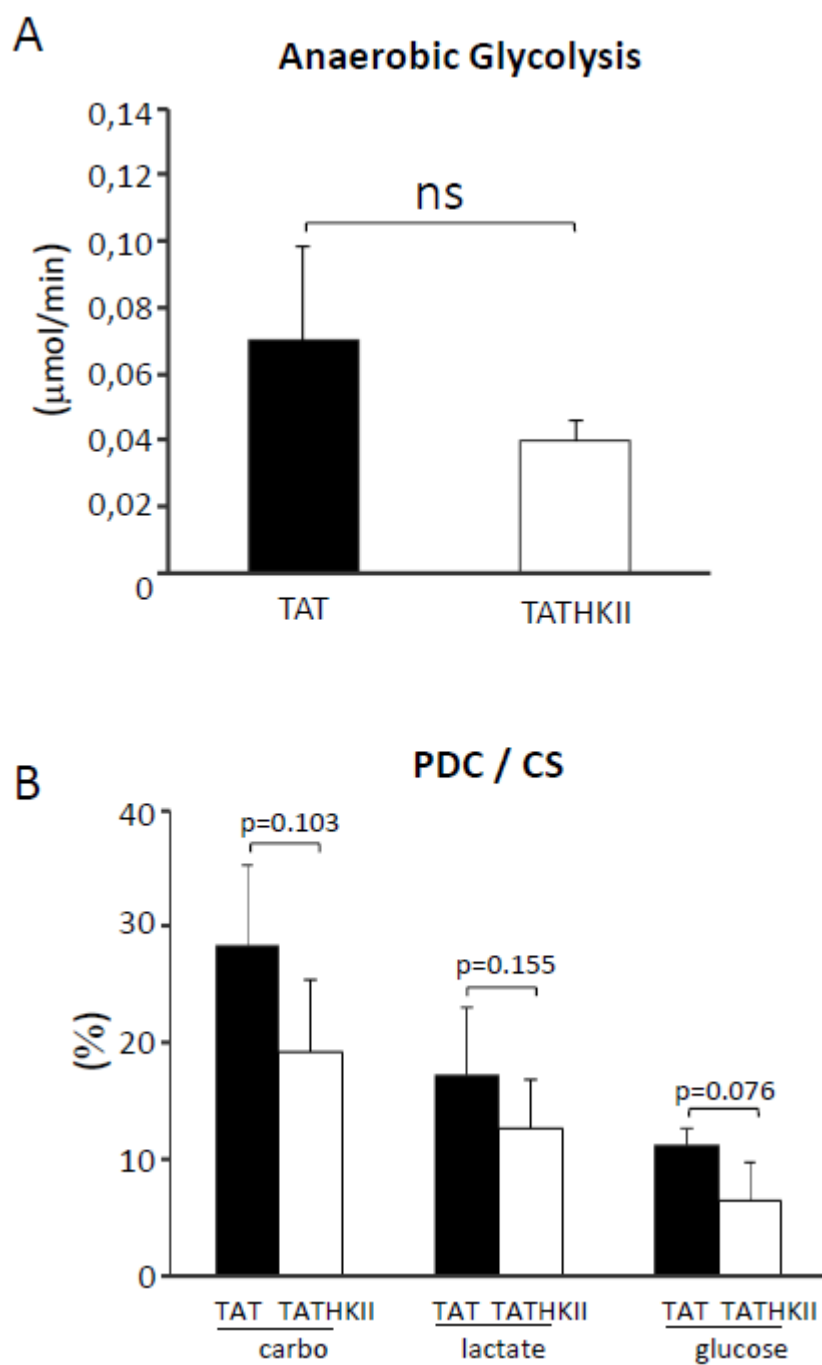 A
Anaerobic Glycolysis
0,14
0,12
0,10
0,08
0,06
0,04
0,02
0
(μmol/min)
ns
TAT TATHKII
B
PDC / CS
40
30
20
10
0
(%)
p=0.103
p=0.155
p=0.076
TAT TATHKII TAT TATHKII TAT TATHKII
carbo lactate glucose